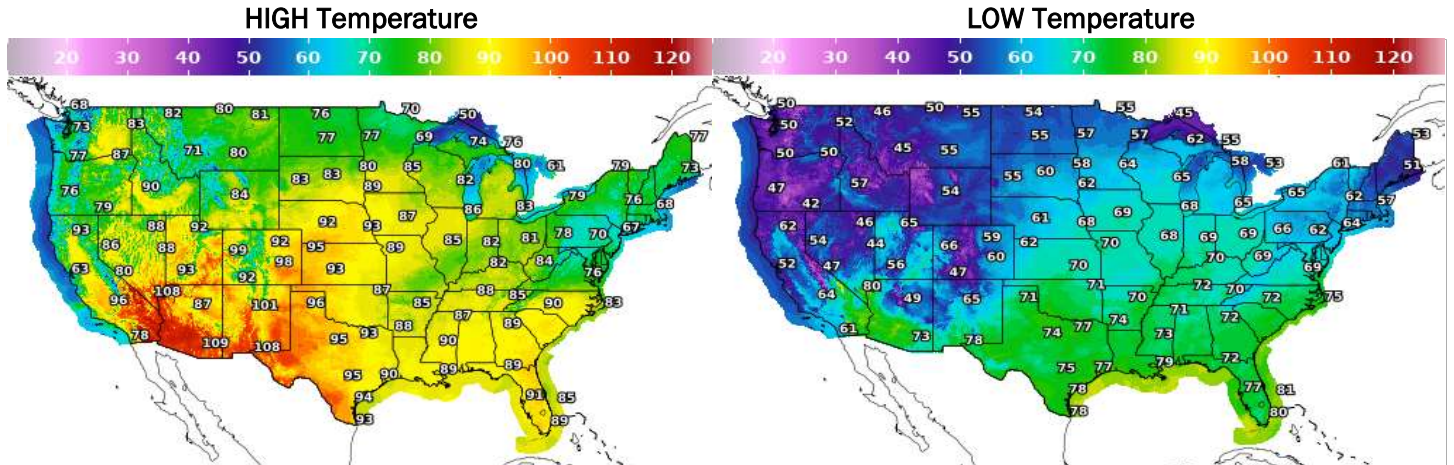 HIGH Temperature
LOW Temperature
20 30 40 50 60 70 80 90 100 110 120
20 30 40 50 60 70 80 90 100 110 120
68 82 80 81 76 70 50
73 83 77 77 69 74 76 77
77 87 71 80 80 85 80 61 79 73
76 90 84 83 83 89 82 79 76 68
79 92 87 86 83 67
93 88 92 93 85 82 81 78 70
86 88 99 92 95 89 82 84
63 80 93 92 98 93 76
96 108 87 101 96 87 85 88 85 90 83
78 109 108 95 93 88 87 89
90 89 89
95 90 91 85
94 93 89
50 46 50 55 54 55 45
50 52 55 57 57 62 55 53
50 50 45 55 58 64 58 53 61 51
47 57 54 55 60 62 65 65 62 57
42 61 69 68 65 64
62 46 65 68 68 69 69 66 62
54 44 66 59 62 70 70 69
52 47 56 47 60 70 69
64 80 49 65 71 71 70 72 70 72 75
61 73 78 74 77 74 71 72
73 79 72
75 77 77 81
78 78 80